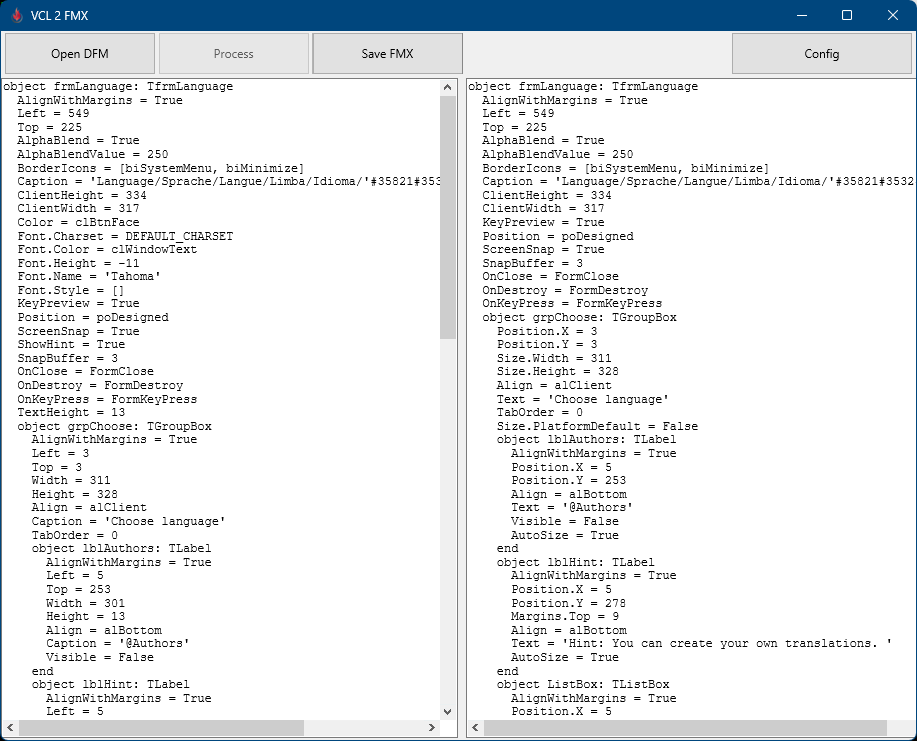 VCL 2 FMX
Open DFM
Process
Save FMX
Config
object frmLanguage: TfrmLanguage
AlignWithMargins = True
Left = 549
Top = 225
AlphaBlend = True
AlphaBlendValue = 250
BorderIcons = [biSystemMenu, biMinimize]
Caption = 'Language/Sprache/Langue/Limba/Idioma/'#35821#353
ClientHeight = 334
ClientWidth = 317
Color = clBtnFace
Font.Charset = DEFAULT_CHARSET
Font.Color = clWindowText
Font.Height = -11
Font.Name = 'Tahoma'
Font.Style = []
KeyPreview = True
Position = poDesigned
ScreenSnap = True
ShowHint = True
SnapBuffer = 3
OnClose = FormClose
OnDestroy = FormDestroy
OnKeyPress = FormKeyPress
TextHeight = 13
object grpChoose: TGroupBox
AlignWithMargins = True
Left = 3
Top = 3
Width = 311
Height = 328
Align = alClient
Caption = 'Choose language'
TabOrder = 0
object lblAuthors: TLabel
AlignWithMargins = True
Left = 5
Top = 253
Width = 301
Height = 13
Align = alBottom
Caption = '@Authors'
Visible = False
end
object lblHint: TLabel
AlignWithMargins = True
Left = 5
object frmLanguage: TfrmLanguage
AlignWithMargins = True
Left = 549
Top = 225
AlphaBlend = True
AlphaBlendValue = 250
BorderIcons = [biSystemMenu, biMinimize]
Caption = 'Language/Sprache/Langue/Limba/Idioma/'#35821#3532
ClientHeight = 334
ClientWidth = 317
KeyPreview = True
Position = poDesigned
ScreenSnap = True
SnapBuffer = 3
OnClose = FormClose
OnDestroy = FormDestroy
OnKeyPress = FormKeyPress
object grpChoose: TGroupBox
Position.X = 3
Position.Y = 3
Size.Width = 311
Size.Height = 328
Align = alClient
Text = 'Choose language'
TabOrder = 0
Size.PlatformDefault = False
object lblAuthors: TLabel
AlignWithMargins = True
Position.X = 5
Position.Y = 253
Align = alBottom
Text = '@Authors'
Visible = False
AutoSize = True
end
object lblHint: TLabel
AlignWithMargins = True
Position.X = 5
Position.Y = 278
Margins.Top = 9
Align = alBottom
Text = 'Hint: You can create your own translations. '
AutoSize = True
end
object ListBox: TListBox
AlignWithMargins = True
Position.X = 5